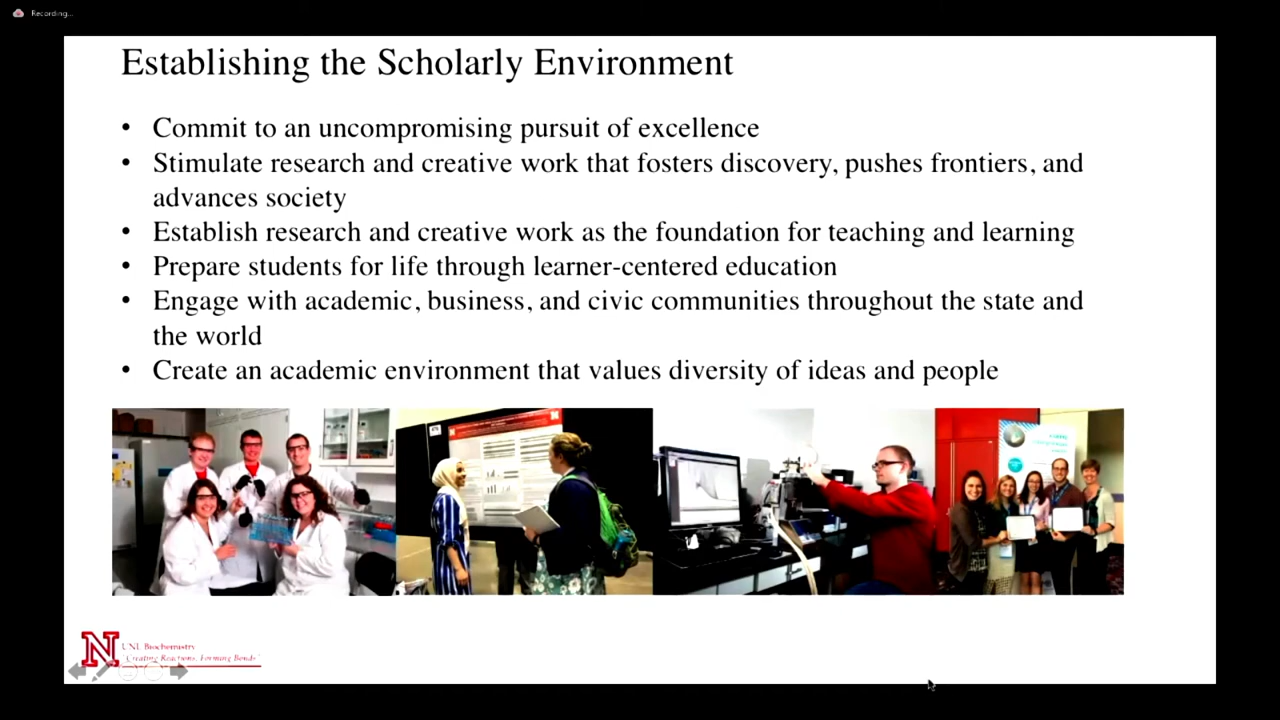 Recording...
Establishing the Scholarly Environment
• Commit to an uncompromising pursuit of excellence
• Stimulate research and creative work that fosters discovery, pushes frontiers, and
advances society
• Establish research and creative work as the foundation for teaching and learning
• Prepare students for life through learner-centered education
• Engage with academic, business, and civic communities throughout the state and
the world
• Create an academic environment that values diversity of ideas and people
N
UNL Biochemistry
"Creating Reactions, Forming Bonds"